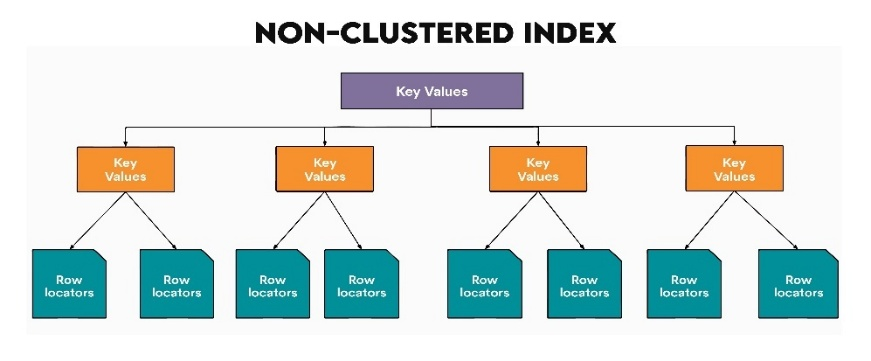 NON-CLUSTERED INDEX
Key Values
Key
Values
Key
Values
Key
Values
Key
Values
Row
locators
Row
locators
Row
locators
Row
locators
Row
locators
Row
locators
Row
locators
Row
locators